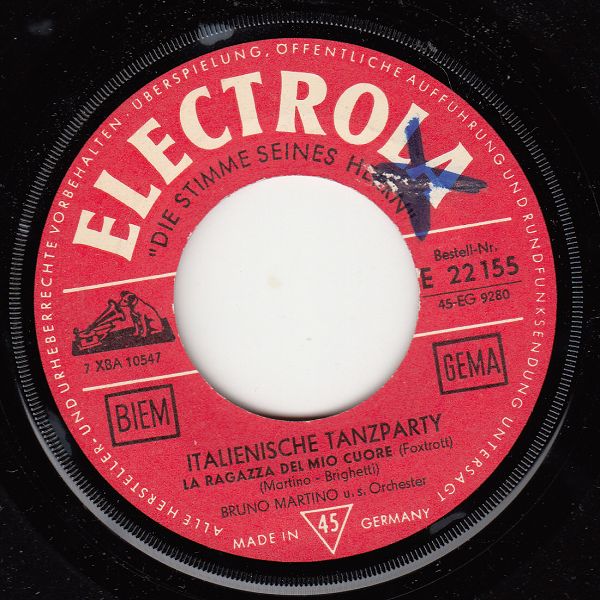 ALLE HERSTELLER- UND URHEBERRECHTE VORBEHALTEN · ÜBERSPIELUNG, ÖFFENTLICHE AUFFÜHRUNG UND RUNDFUNKSENDUNG UNTERSAGT
ELECTROLA
"DIE STIMME SEINES HERRN"
Bestell-Nr.
E 22 155
45-EG 9280
7 XBA 10547
BIEM
GEMA
ITALIENISCHE TANZPARTY
LA RAGAZZA DEL MIO CUORE (Foxtrott)
(Martino - Brighetti)
BRUNO MARTINO u. s. Orchester
MADE IN 45 GERMANY